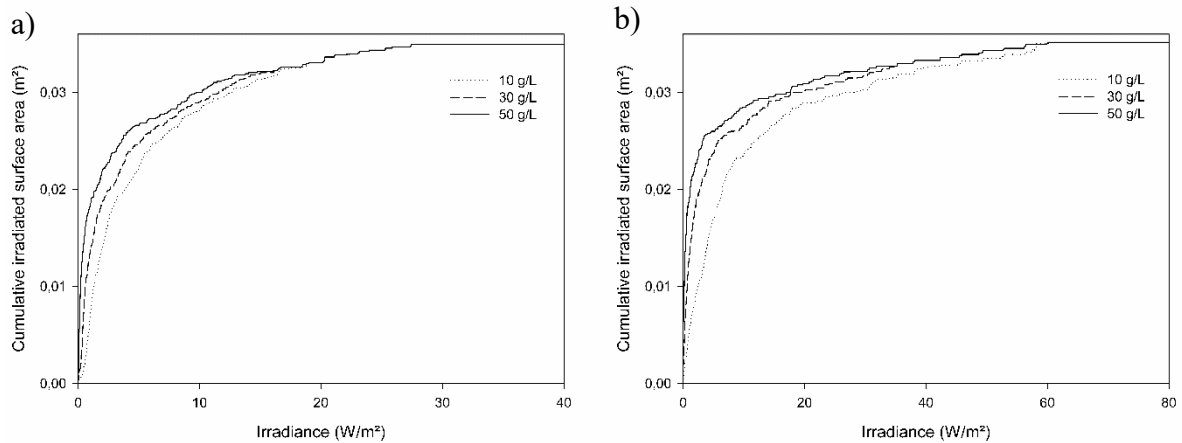 a)
Cumulative irradiated surface area (m²)
0,03
0,02
0,01
0,00
10 g/L
30 g/L
50 g/L
0 10 20 30 40
Irradiance (W/m²)
b)
Cumulative irradiated surface area (m²)
0,03
0,02
0,01
0,00
10 g/L
30 g/L
50 g/L
0 20 40 60 80
Irradiance (W/m²)